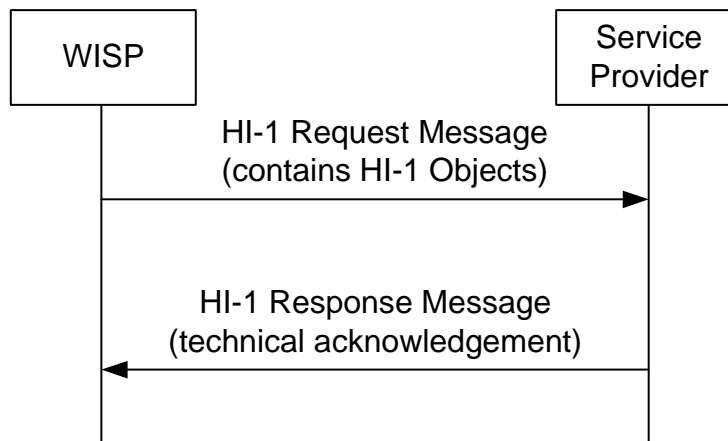 WISP
Service
Provider
HI-1 Request Message
(contains HI-1 Objects)
HI-1 Response Message
(technical acknowledgement)